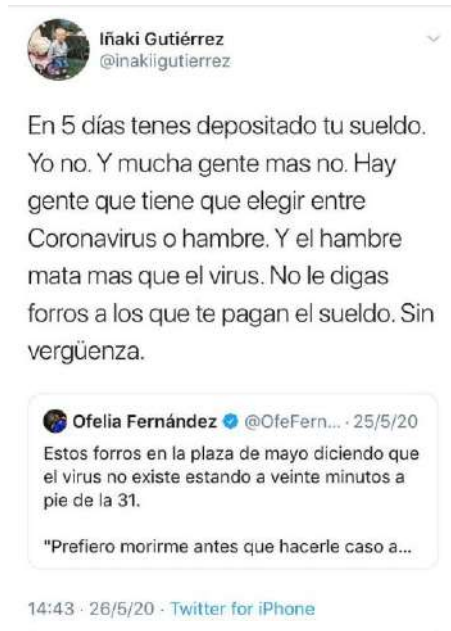 Iñaki Gutiérrez
@inakiigutierrez
En 5 días tenes depositado tu sueldo.
Yo no. Y mucha gente mas no. Hay
gente que tiene que elegir entre
Coronavirus o hambre. Y el hambre
mata mas que el virus. No le digas
forros a los que te pagan el sueldo. Sin
vergüenza.
Ofelia Fernández @OfeFern... · 25/5/20
Estos forros en la plaza de mayo diciendo que
el virus no existe estando a veinte minutos a
pie de la 31.
"Prefiero morirme antes que hacerle caso a...
14:43 · 26/5/20 · Twitter for iPhone